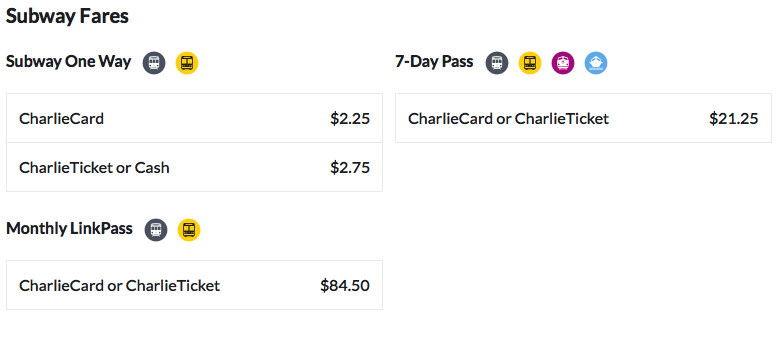 Subway Fares
Subway One Way
CharlieCard $2.25
CharlieTicket or Cash $2.75
7-Day Pass
CharlieCard or CharlieTicket $21.25
Monthly LinkPass
CharlieCard or CharlieTicket $84.50